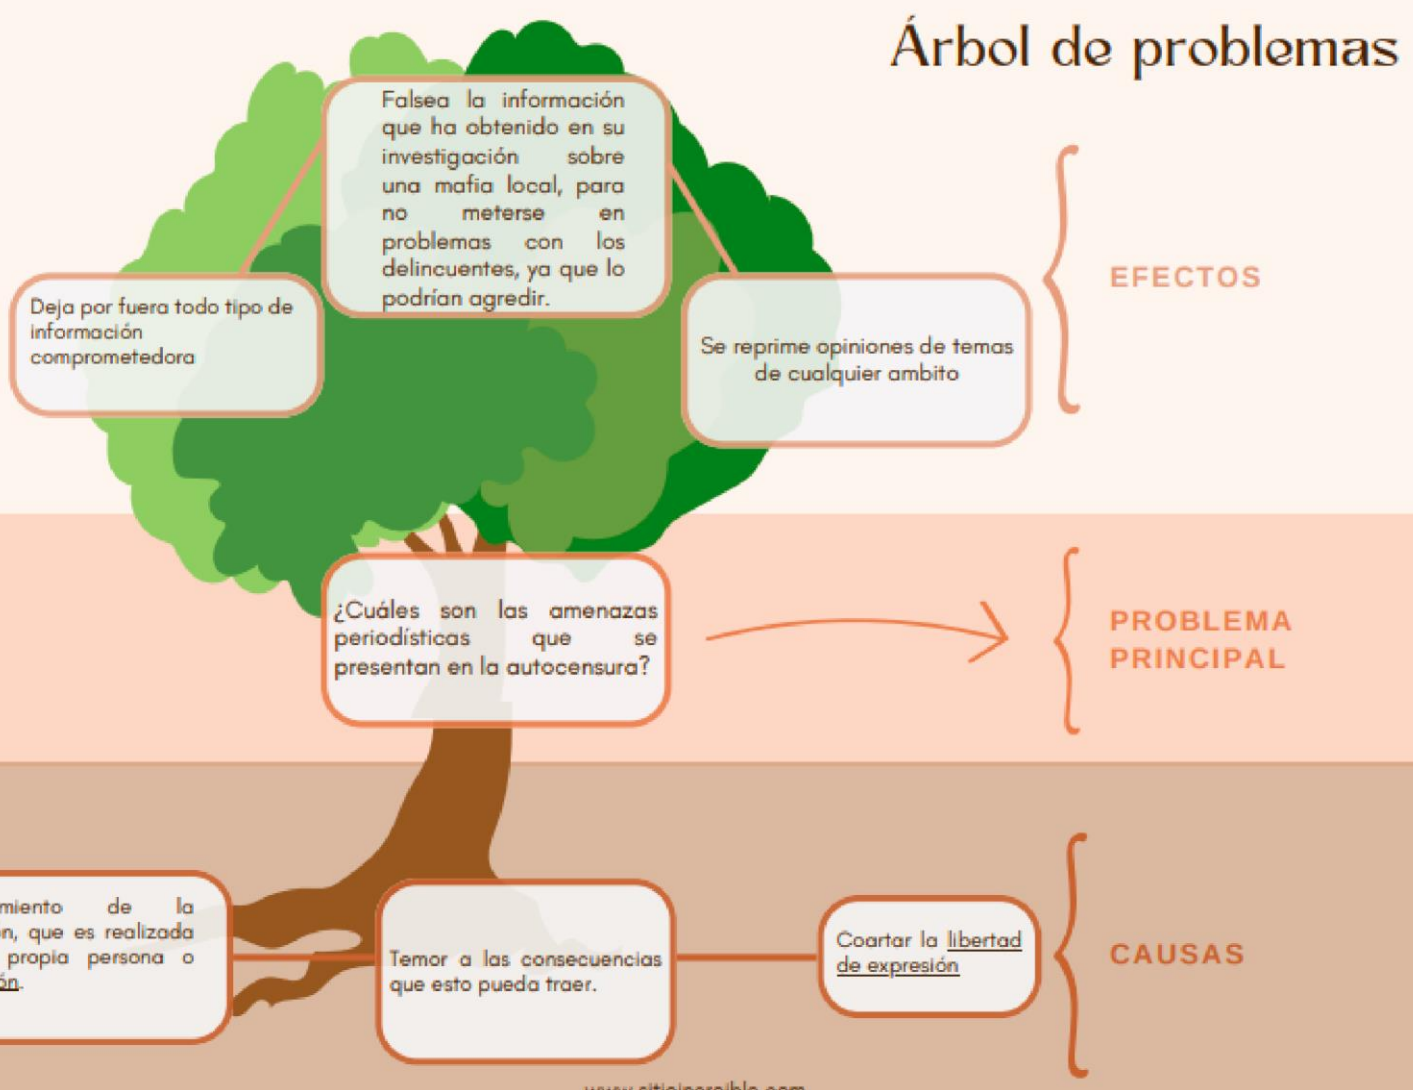 Árbol de problemas
Falsea la información
que ha obtenido en su
investigación sobre
una mafia local, para
no meterse en
problemas con los
delincuentes, ya que lo
podrían agredir.
Deja por fuera todo tipo de
información
comprometedora
Se reprime opiniones de temas
de cualquier ambito
EFECTOS
¿Cuáles son las amenazas
periodísticas que se
presentan en la autocensura?
PROBLEMA
PRINCIPAL
de la
que es realizada
propia persona o
Temor a las consecuencias
que esto pueda traer.
Coartar la libertad
de expresión
CAUSAS